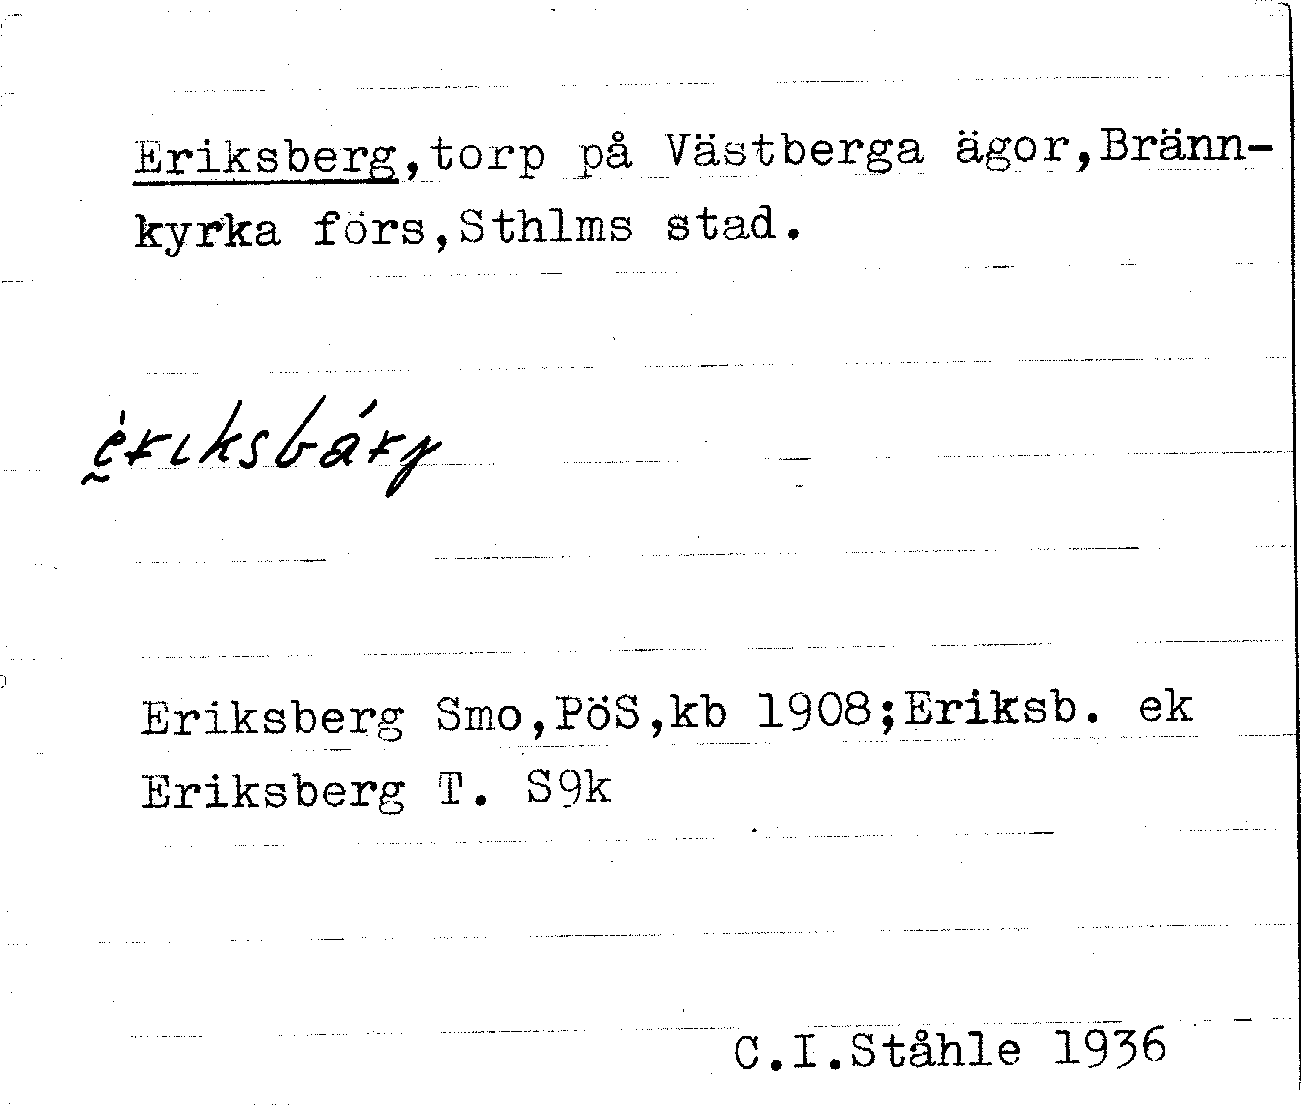 Eriksberg,torp på Västberga ägor,Bränn-
kyrka förs,Sthlms stad.
Eriksberg Smo,PöS,kb 1908;Eriksb. ek
Eriksberg T. S9k
C.I.Ståhle 1936